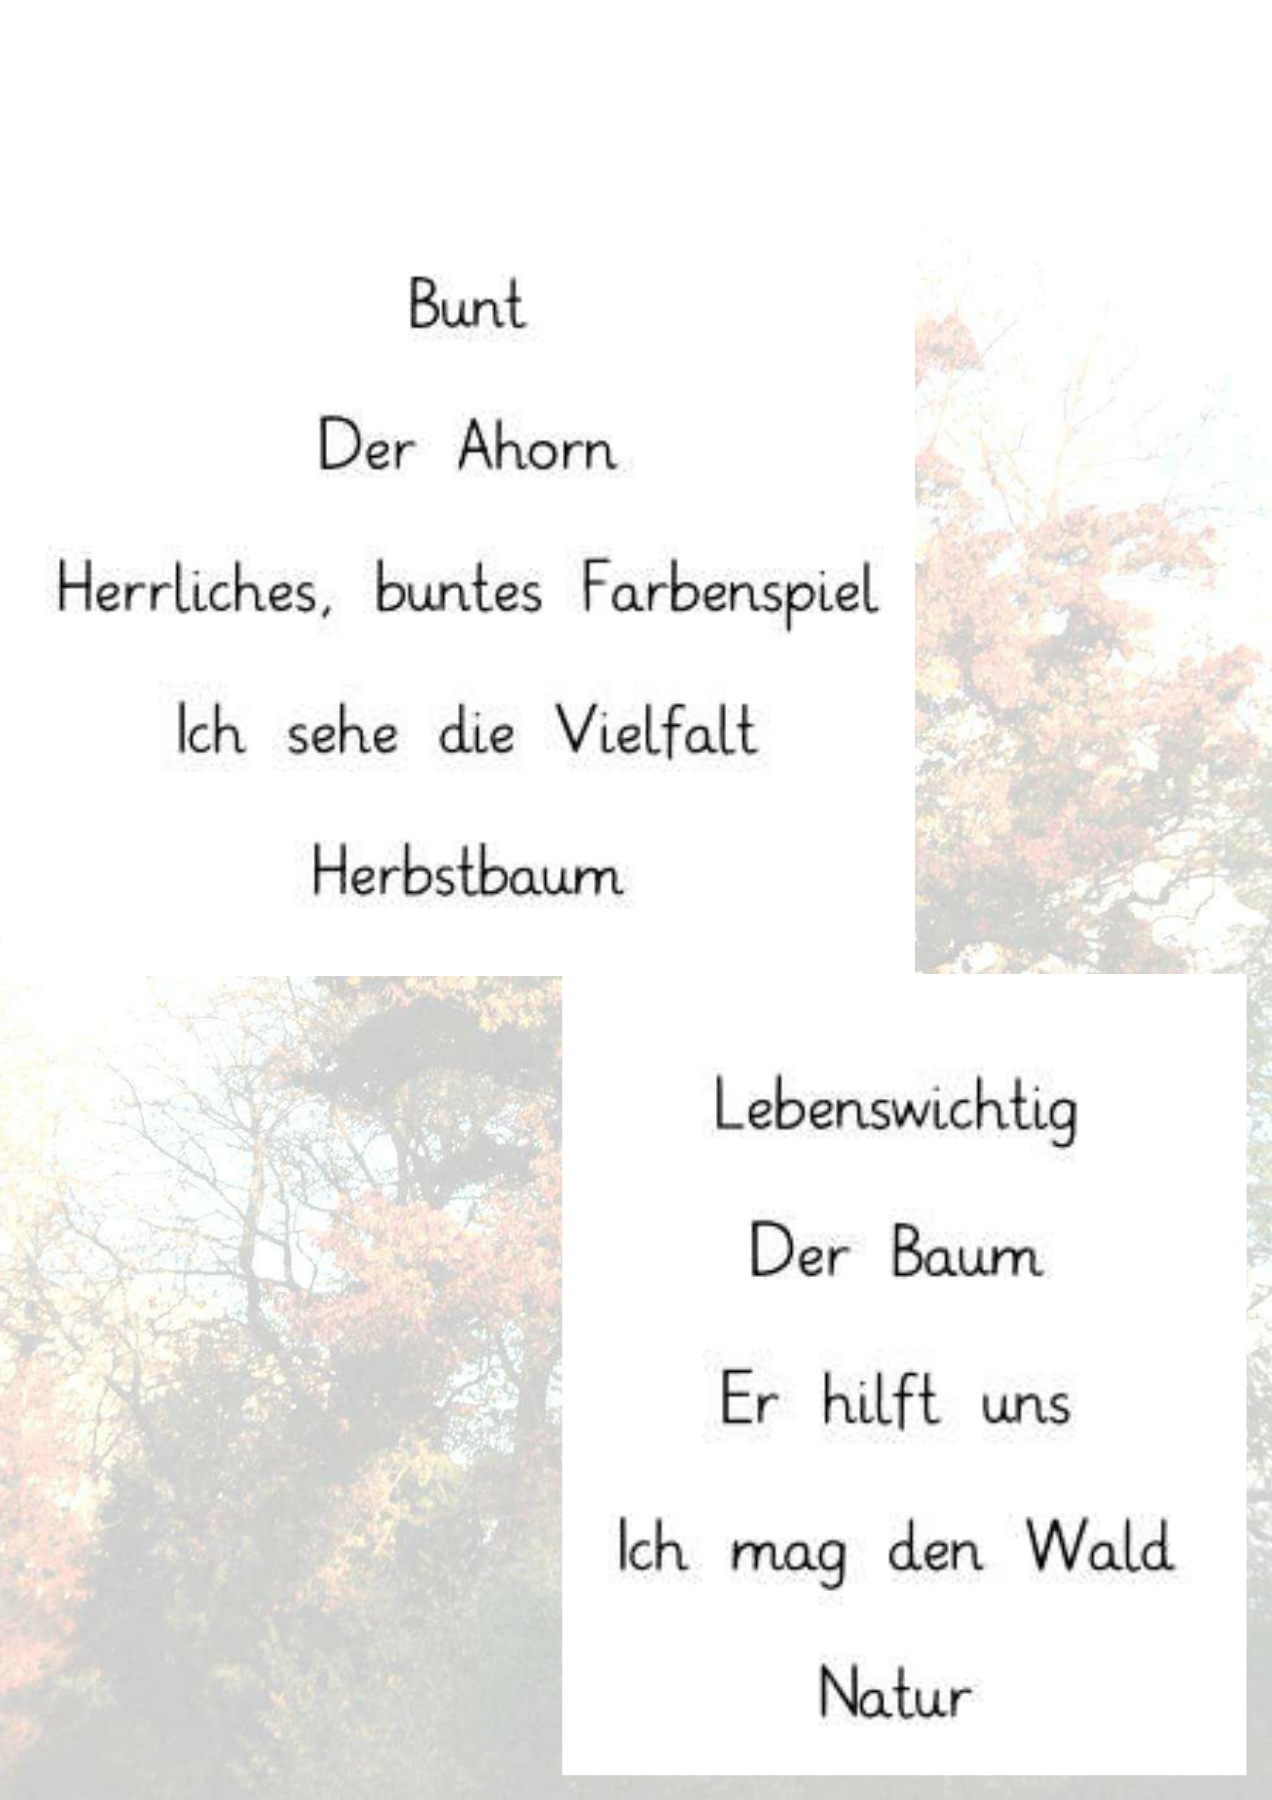 Bunt
Der Ahorn
Herrliches, buntes Farbenspiel
Ich sehe die Vielfalt
Herbstbaum
Lebenswichtig
Der Baum
Er hilft uns
Ich mag den Wald
Natur